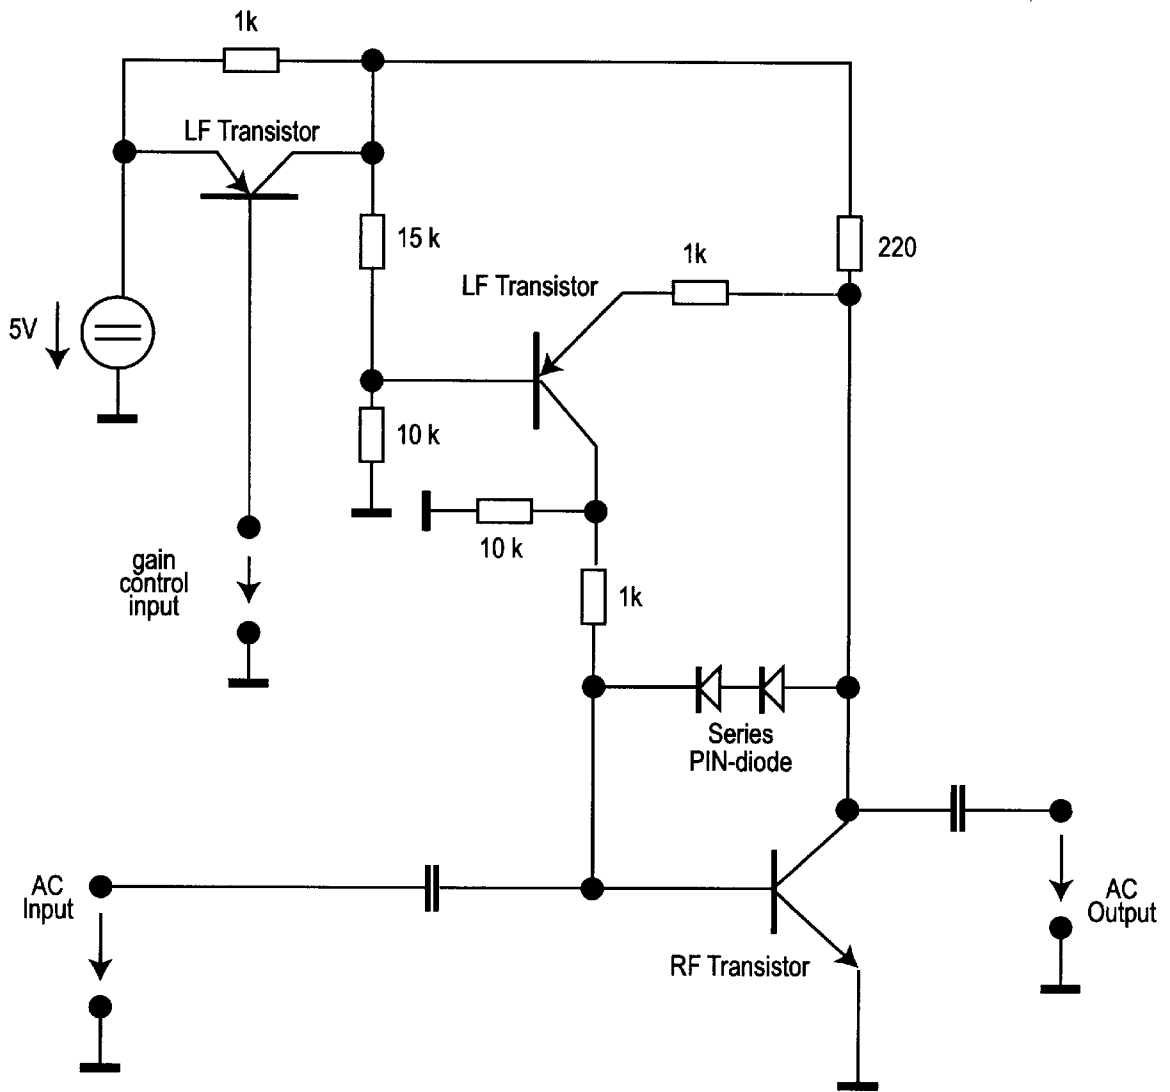 1k
LF Transistor
15 k
1k
220
LF Transistor
5V
10 k
10 k
gain
control
input
1k
Series
PIN-diode
AC
Input
AC
Output
RF Transistor